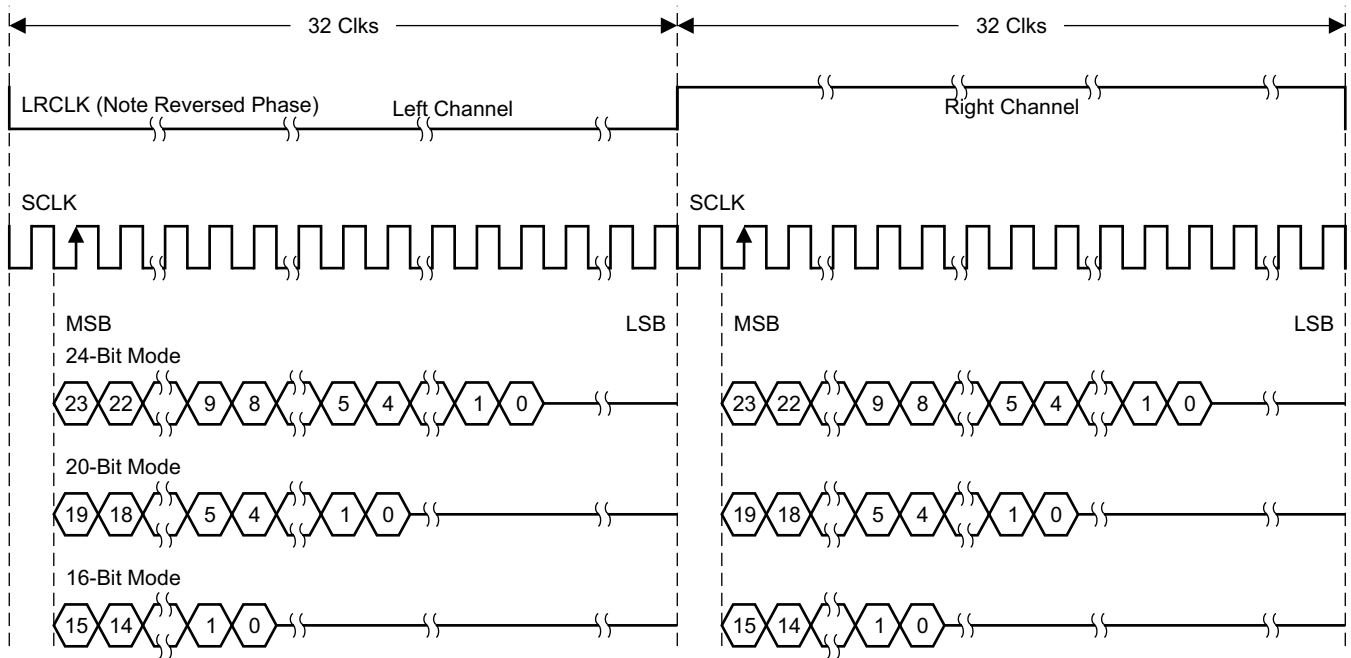 32 Clks 32 Clks
LRCLK (Note Reversed Phase) Left Channel Right Channel
SCLK SCLK
MSB LSB MSB LSB
24-Bit Mode
23 22 9 8 5 4 1 0 23 22 9 8 5 4 1 0
20-Bit Mode
19 18 5 4 1 0 19 18 5 4 1 0
16-Bit Mode
15 14 1 0 15 14 1 0